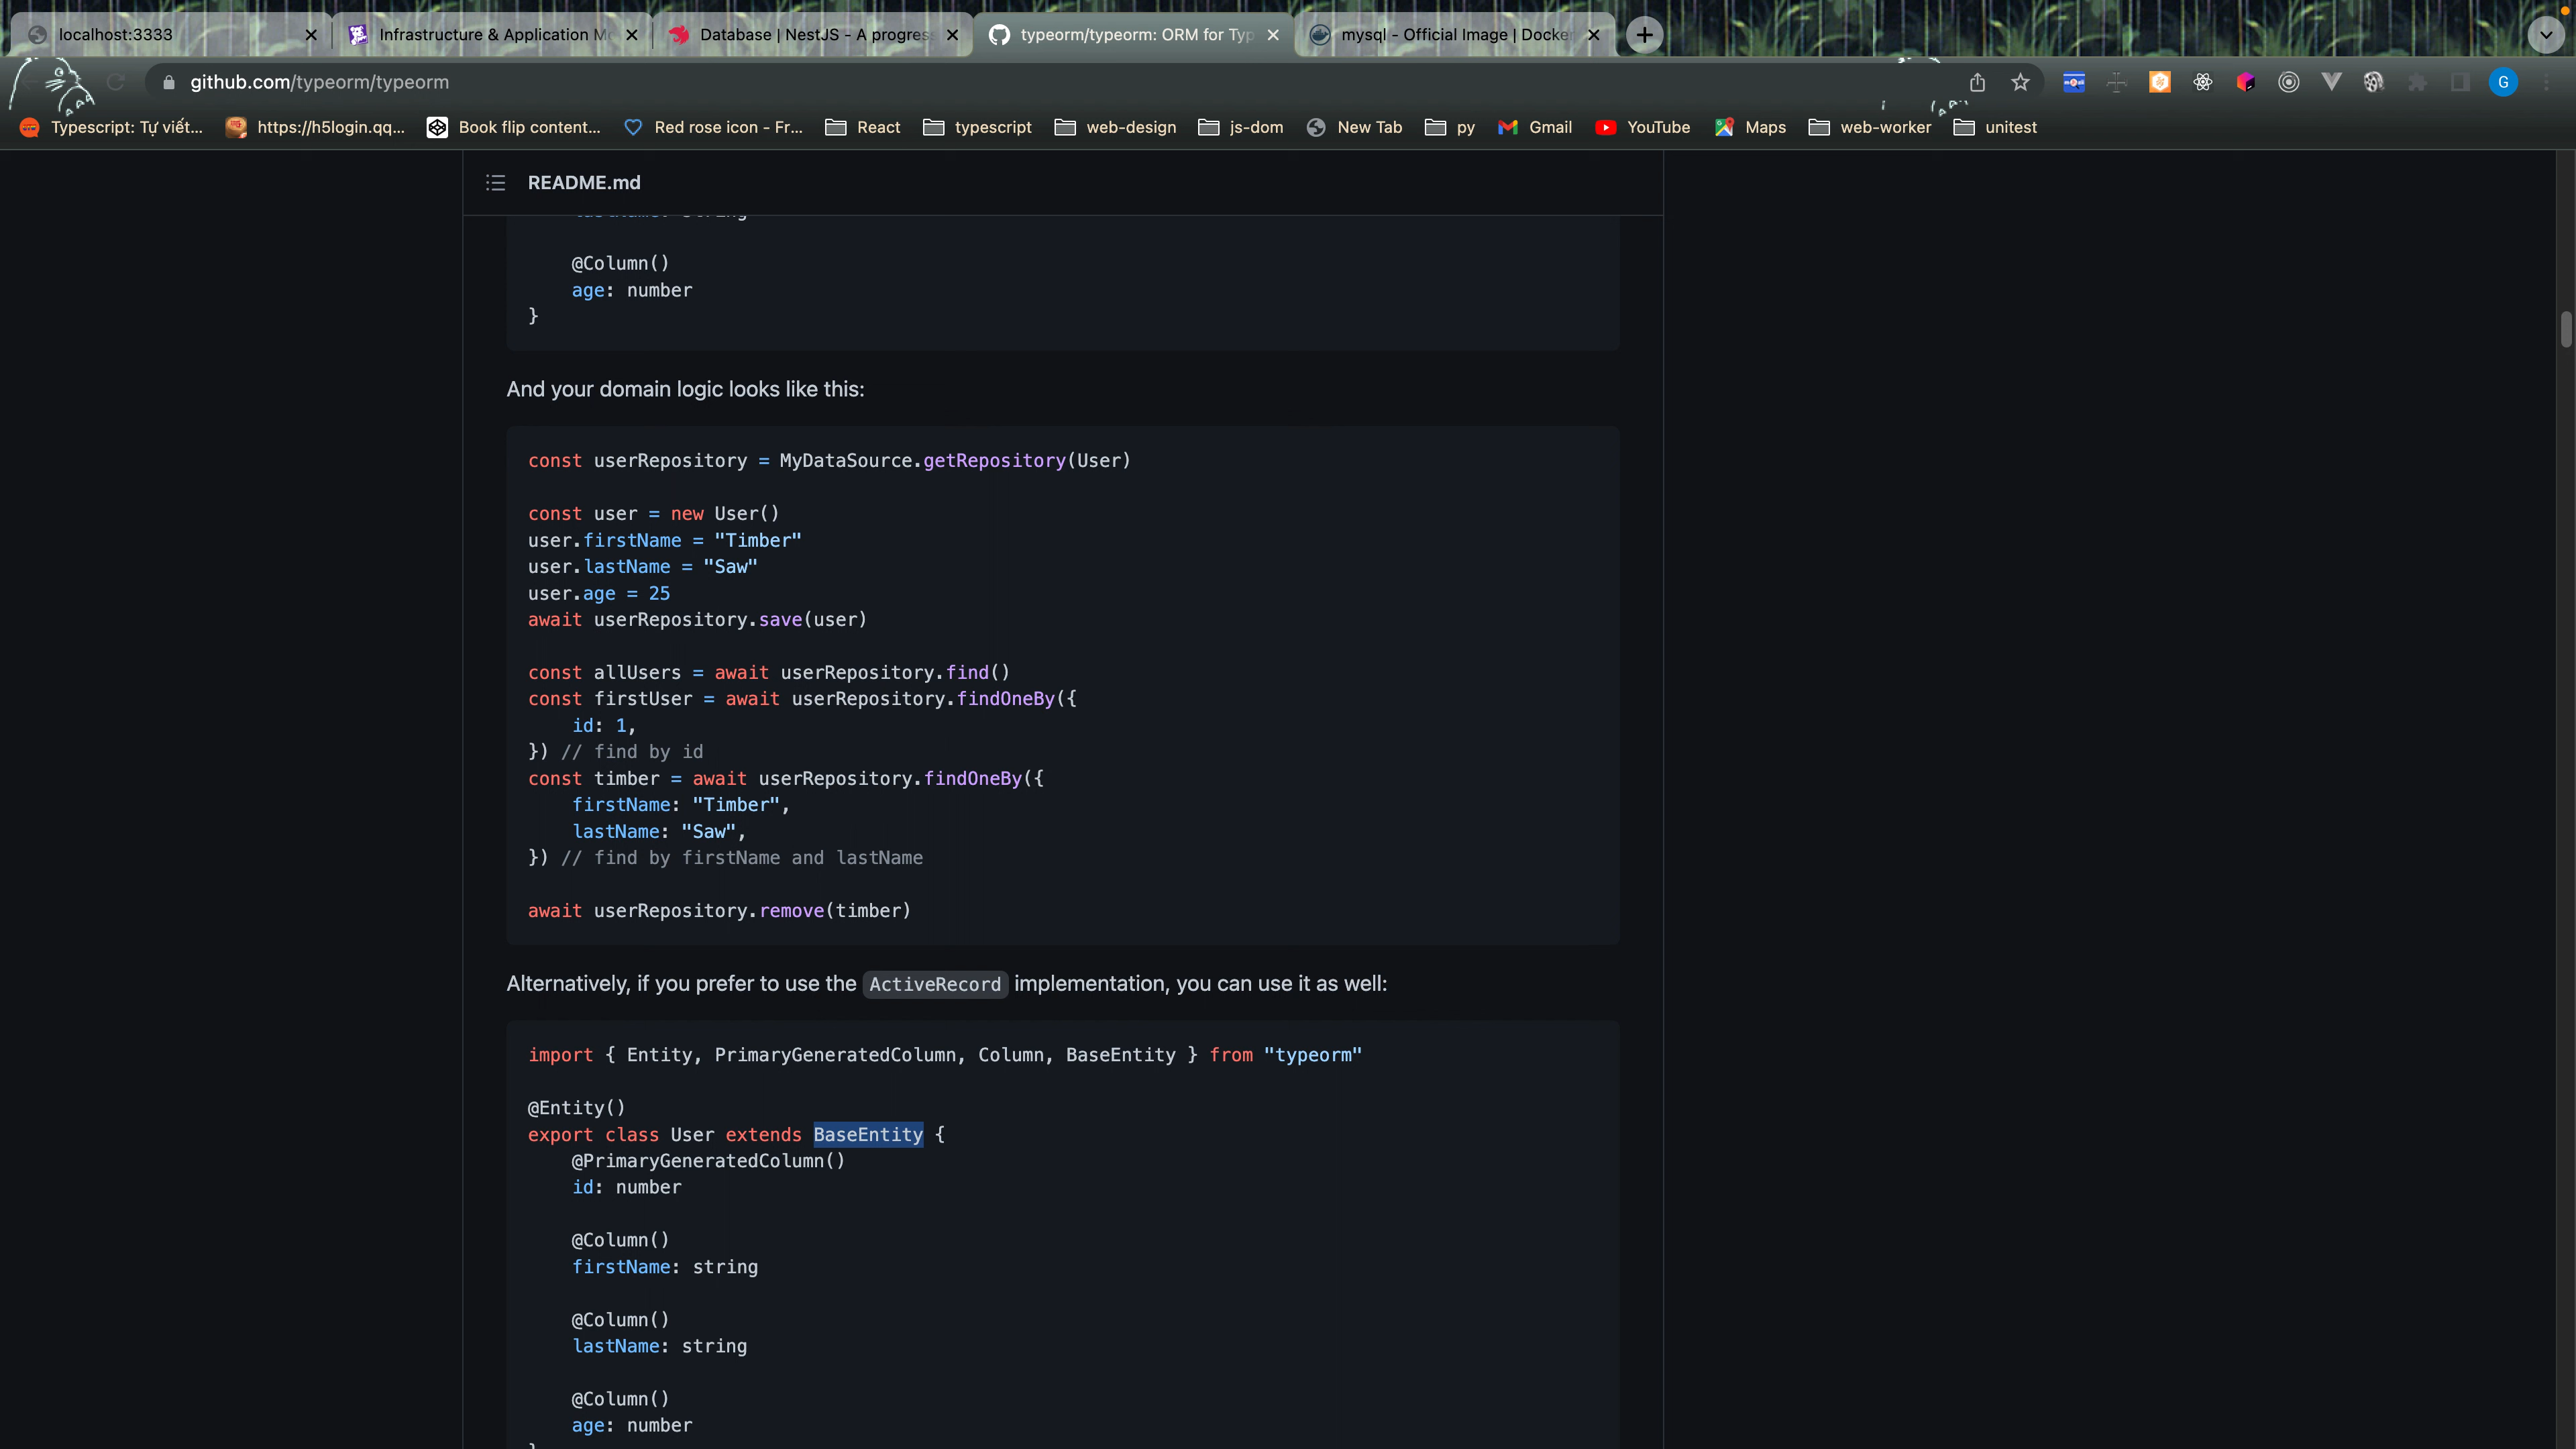 localhost:3333
Infrastructure & Application Mo
Database | NestJS - A progress
typeorm/typeorm: ORM for Typ
mysql - Official Image | Docker
github.com/typeorm/typeorm
G
Typescript: Tự viết...
https://h5login.qq...
Book flip content...
Red rose icon - Fr...
React
typescript
web-design
js-dom
New Tab
py
Gmail
YouTube
Maps
web-worker
unitest
README.md
@Column()
age: number
}
And your domain logic looks like this:
const userRepository = MyDataSource.getRepository(User)
const user = new User()
user.firstName = "Timber"
user.lastName = "Saw"
user.age = 25
await userRepository.save(user)
const allUsers = await userRepository.find()
const firstUser = await userRepository.findOneBy({
id: 1,
}) // find by id
const timber = await userRepository.findOneBy({
firstName: "Timber",
lastName: "Saw",
}) // find by firstName and lastName
await userRepository.remove(timber)
Alternatively, if you prefer to use the ActiveRecord implementation, you can use it as well:
import { Entity, PrimaryGeneratedColumn, Column, BaseEntity } from "typeorm"
@Entity()
export class User extends BaseEntity {
@PrimaryGeneratedColumn()
id: number
@Column()
firstName: string
@Column()
lastName: string
@Column()
age: number